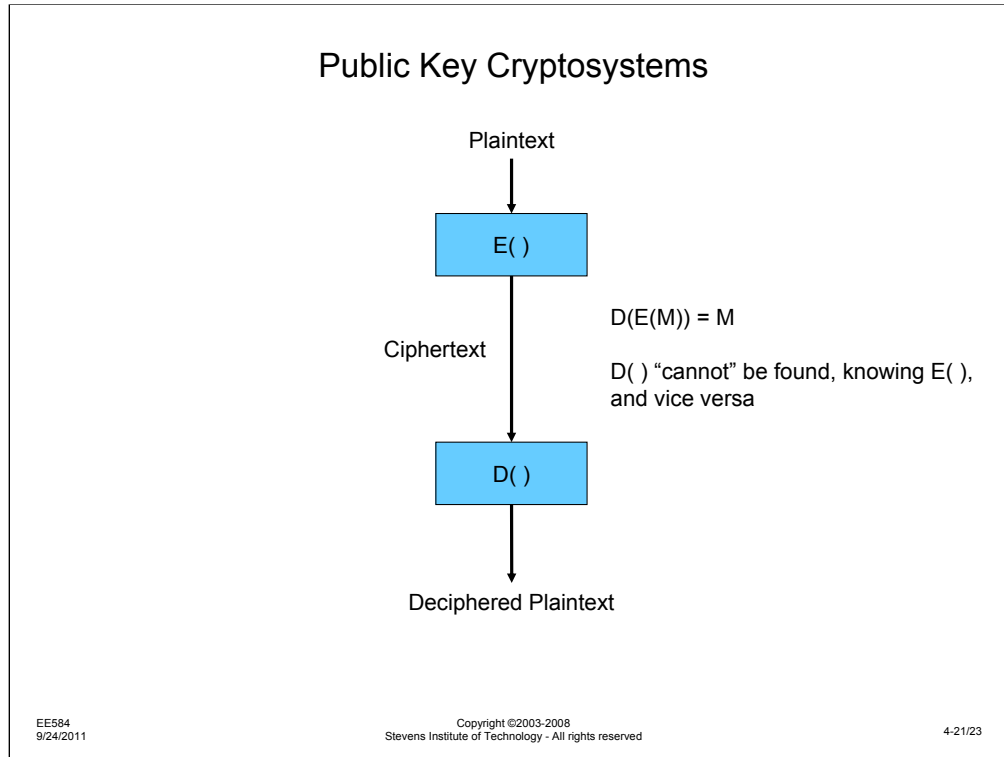 Public Key Cryptosystems
Plaintext
E( )
D(E(M)) = M
Ciphertext
D( ) “cannot” be found, knowing E( ),
and vice versa
D( )
Deciphered Plaintext
EE584
9/24/2011
Copyright ©2003-2008
Stevens Institute of Technology - All rights reserved
4-21/23